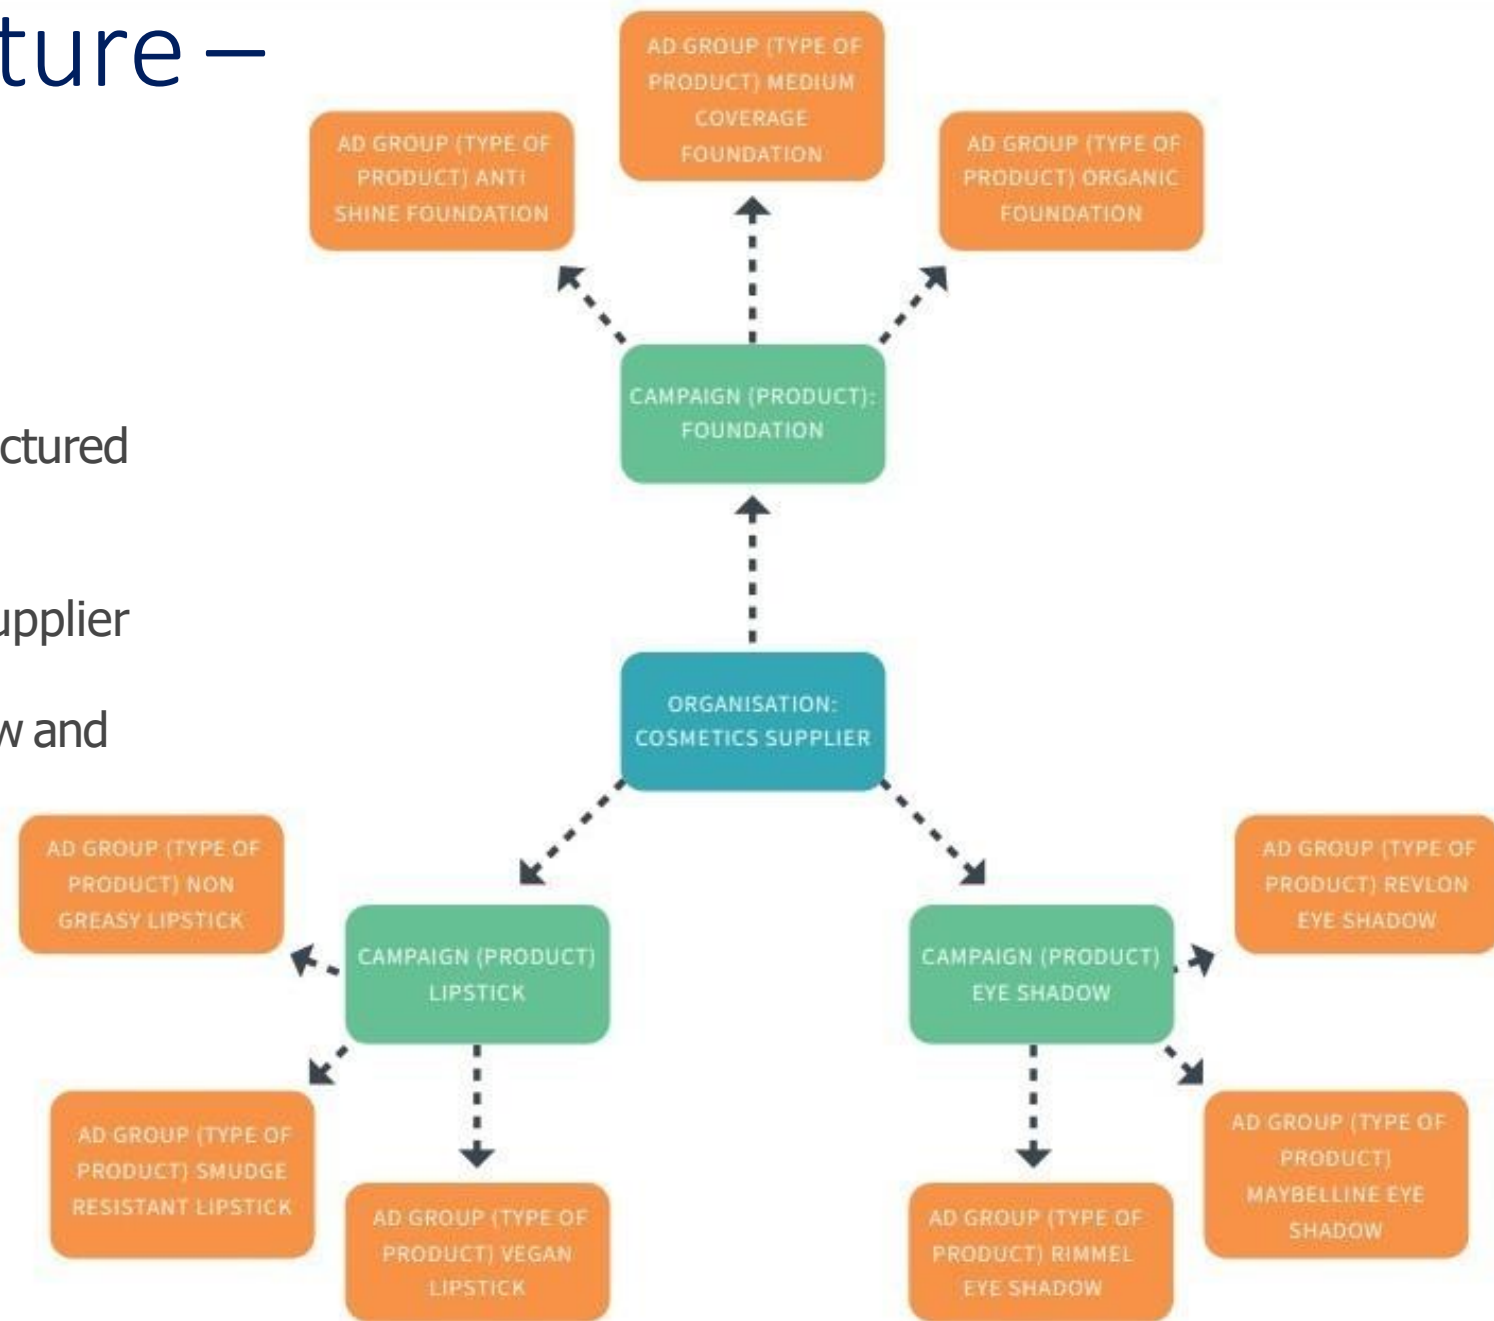 ture –
AD GROUP (TYPE OF
PRODUCT) MEDIUM
COVERAGE
FOUNDATION
AD GROUP (TYPE OF
PRODUCT) ANTI
SHINE FOUNDATION
AD GROUP (TYPE OF
PRODUCT) ORGANIC
FOUNDATION
CAMPAIGN (PRODUCT):
FOUNDATION
ctured
upplier
w and
ORGANISATION:
COSMETICS SUPPLIER
AD GROUP (TYPE OF
PRODUCT) NON
GREASY LIPSTICK
CAMPAIGN (PRODUCT)
LIPSTICK
AD GROUP (TYPE OF
PRODUCT) SMUDGE
RESISTANT LIPSTICK
AD GROUP (TYPE OF
PRODUCT) VEGAN
LIPSTICK
CAMPAIGN (PRODUCT)
EYE SHADOW
AD GROUP (TYPE OF
PRODUCT) REVLON
EYE SHADOW
AD GROUP (TYPE OF
PRODUCT)
MAYBELLINE EYE
SHADOW
AD GROUP (TYPE OF
PRODUCT) RIMMEL
EYE SHADOW